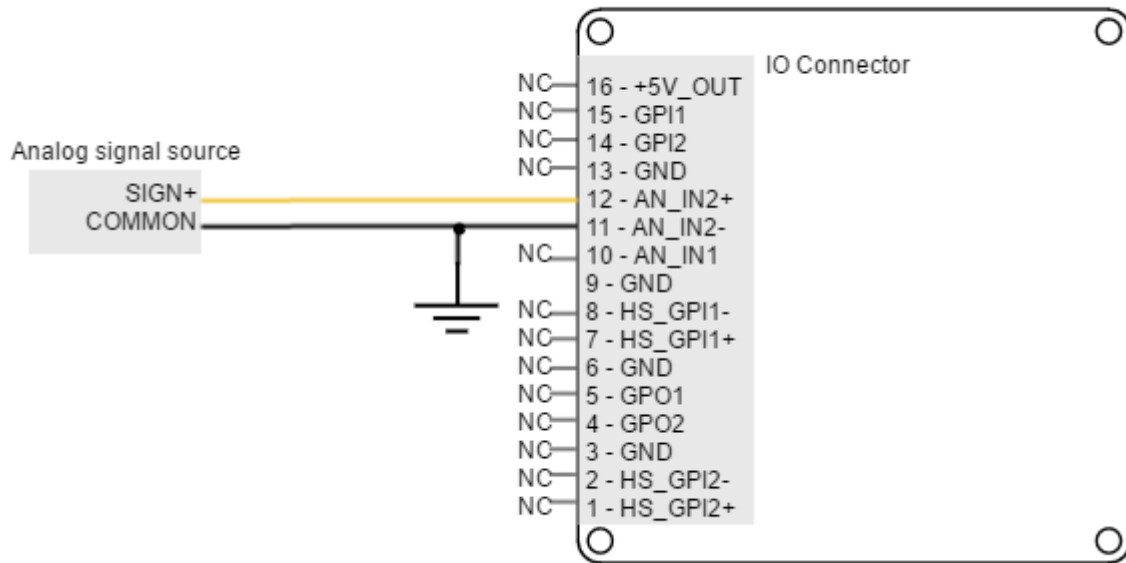 IO Connector
NC 16 - +5V_OUT
NC 15 - GPI1
NC 14 - GPI2
Analog signal source
NC 13 - GND
SIGN+ 12 - AN_IN2+
COMMON 11 - AN_IN2-
NC 10 - AN_IN1
9 - GND
NC 8 - HS_GPI1-
NC 7 - HS_GPI1+
NC 6 - GND
NC 5 - GPO1
NC 4 - GPO2
NC 3 - GND
NC 2 - HS_GPI2-
NC 1 - HS_GPI2+